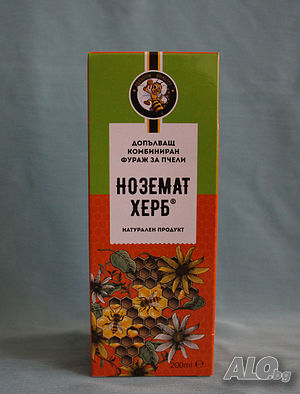 ДОПЪЛВАЩ
КОМБИНИРАН
ФУРАЖ ЗА ПЧЕЛИ
НОЗЕМАТ
ХЕРБ®
НАТУРАЛЕН ПРОДУКТ
200ml ℮
ALO.bg